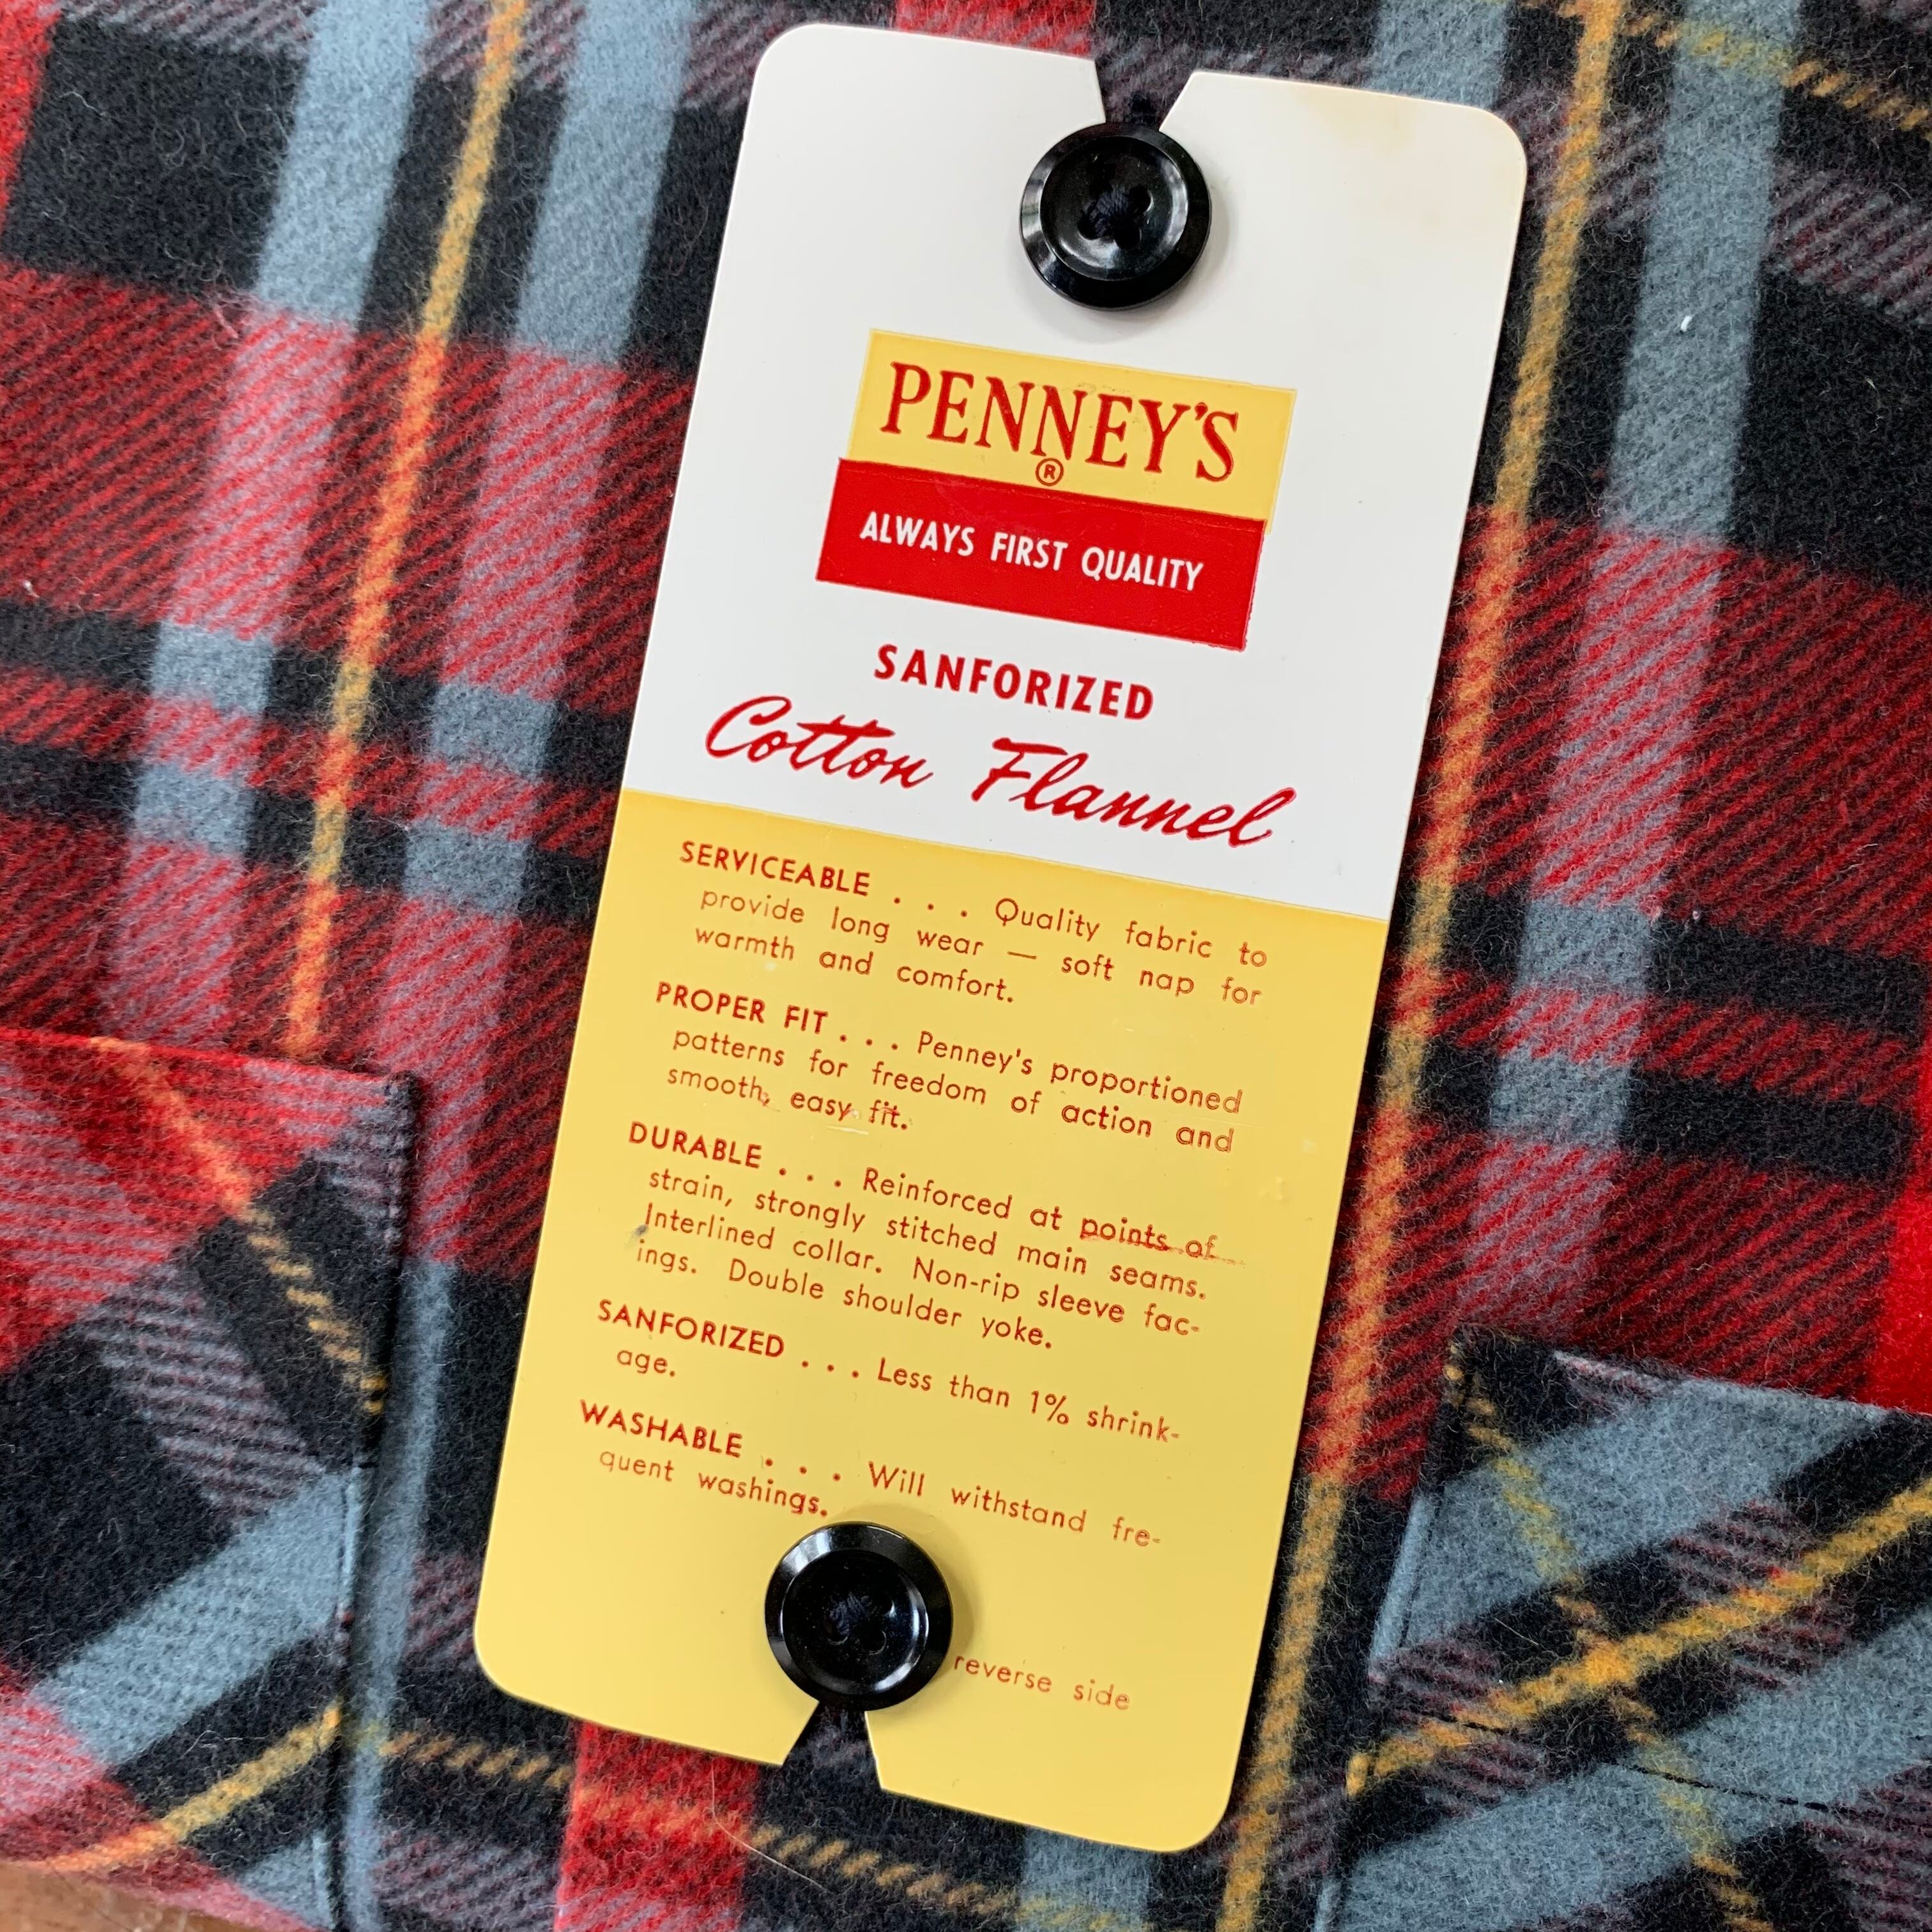 PENNEY'S
®
ALWAYS FIRST QUALITY
SANFORIZED
Cotton Flannel
SERVICEABLE . . . Quality fabric to
provide long wear — soft nap for
warmth and comfort.
PROPER FIT . . . Penney's proportioned
patterns for freedom of action and
smooth, easy fit.
DURABLE . . . Reinforced at points of
strain, strongly stitched main seams.
Interlined collar. Non-rip sleeve fac-
ings. Double shoulder yoke.
SANFORIZED . . . Less than 1% shrink-
age.
WASHABLE . . . Will withstand fre-
quent washings.
reverse side